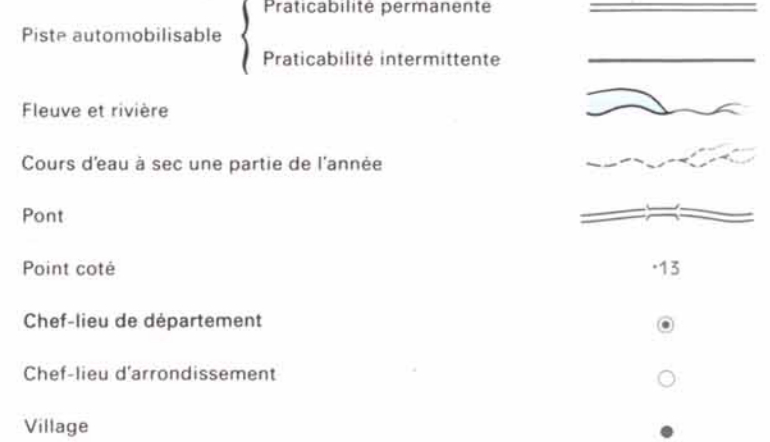 Praticabilité permanente
Piste automobilisable
Praticabilité intermittente
Fleuve et rivière
Cours d'eau à sec une partie de l'année
Pont
Point coté ·13
Chef-lieu de département
Chef-lieu d'arrondissement
Village